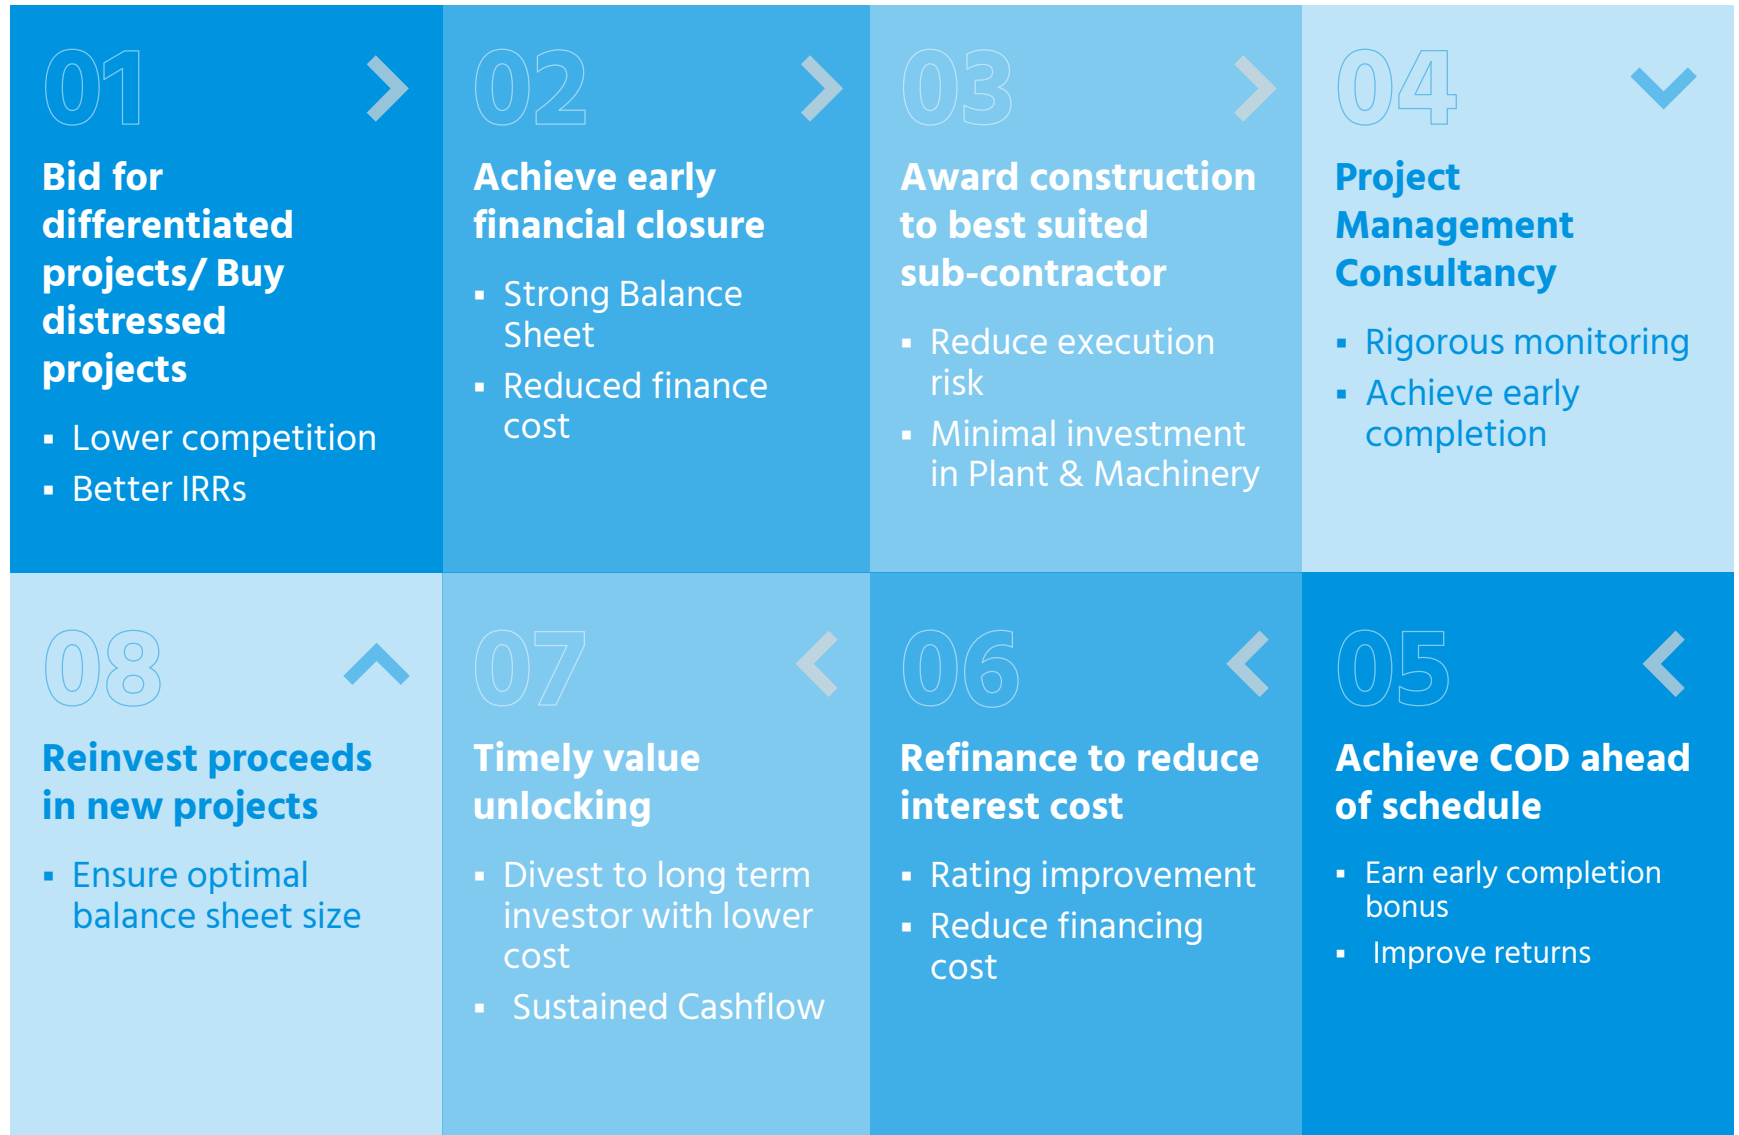 01
Bid for
differentiated
projects/ Buy
distressed
projects
▪ Lower competition
▪ Better IRRs
02
Achieve early
financial closure
▪ Strong Balance
Sheet
▪ Reduced finance
cost
03
Award construction
to best suited
sub-contractor
▪ Reduce execution
risk
▪ Minimal investment
in Plant & Machinery
04
Project
Management
Consultancy
▪ Rigorous monitoring
▪ Achieve early
completion
05
Achieve COD ahead
of schedule
▪ Earn early completion
bonus
▪ Improve returns
06
Refinance to reduce
interest cost
▪ Rating improvement
▪ Reduce financing
cost
07
Timely value
unlocking
▪ Divest to long term
investor with lower
cost
▪ Sustained Cashflow
08
Reinvest proceeds
in new projects
▪ Ensure optimal
balance sheet size